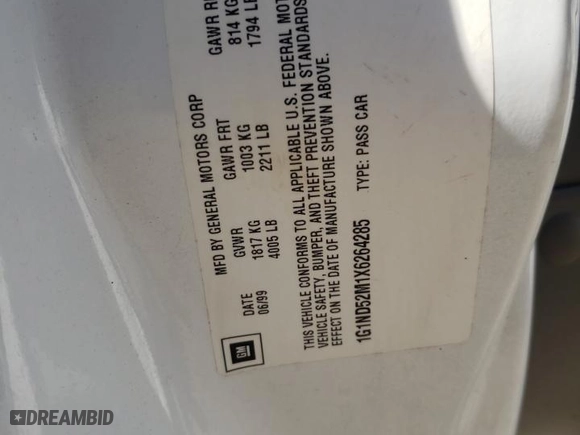 MFD BY GENERAL MOTORS CORP
DATE GVWR GAWR FRT GAWR R
06/99 1817 KG 1003 KG 814 KG
4005 LB 2211 LB 1794 LB
THIS VEHICLE CONFORMS TO ALL APPLICABLE U.S. FEDERAL MOT
VEHICLE SAFETY, BUMPER, AND THEFT PREVENTION STANDARDS
EFFECT ON THE DATE OF MANUFACTURE SHOWN ABOVE.
1G1ND52M1X6264285 TYPE: PASS CAR
GM
DREAMBID